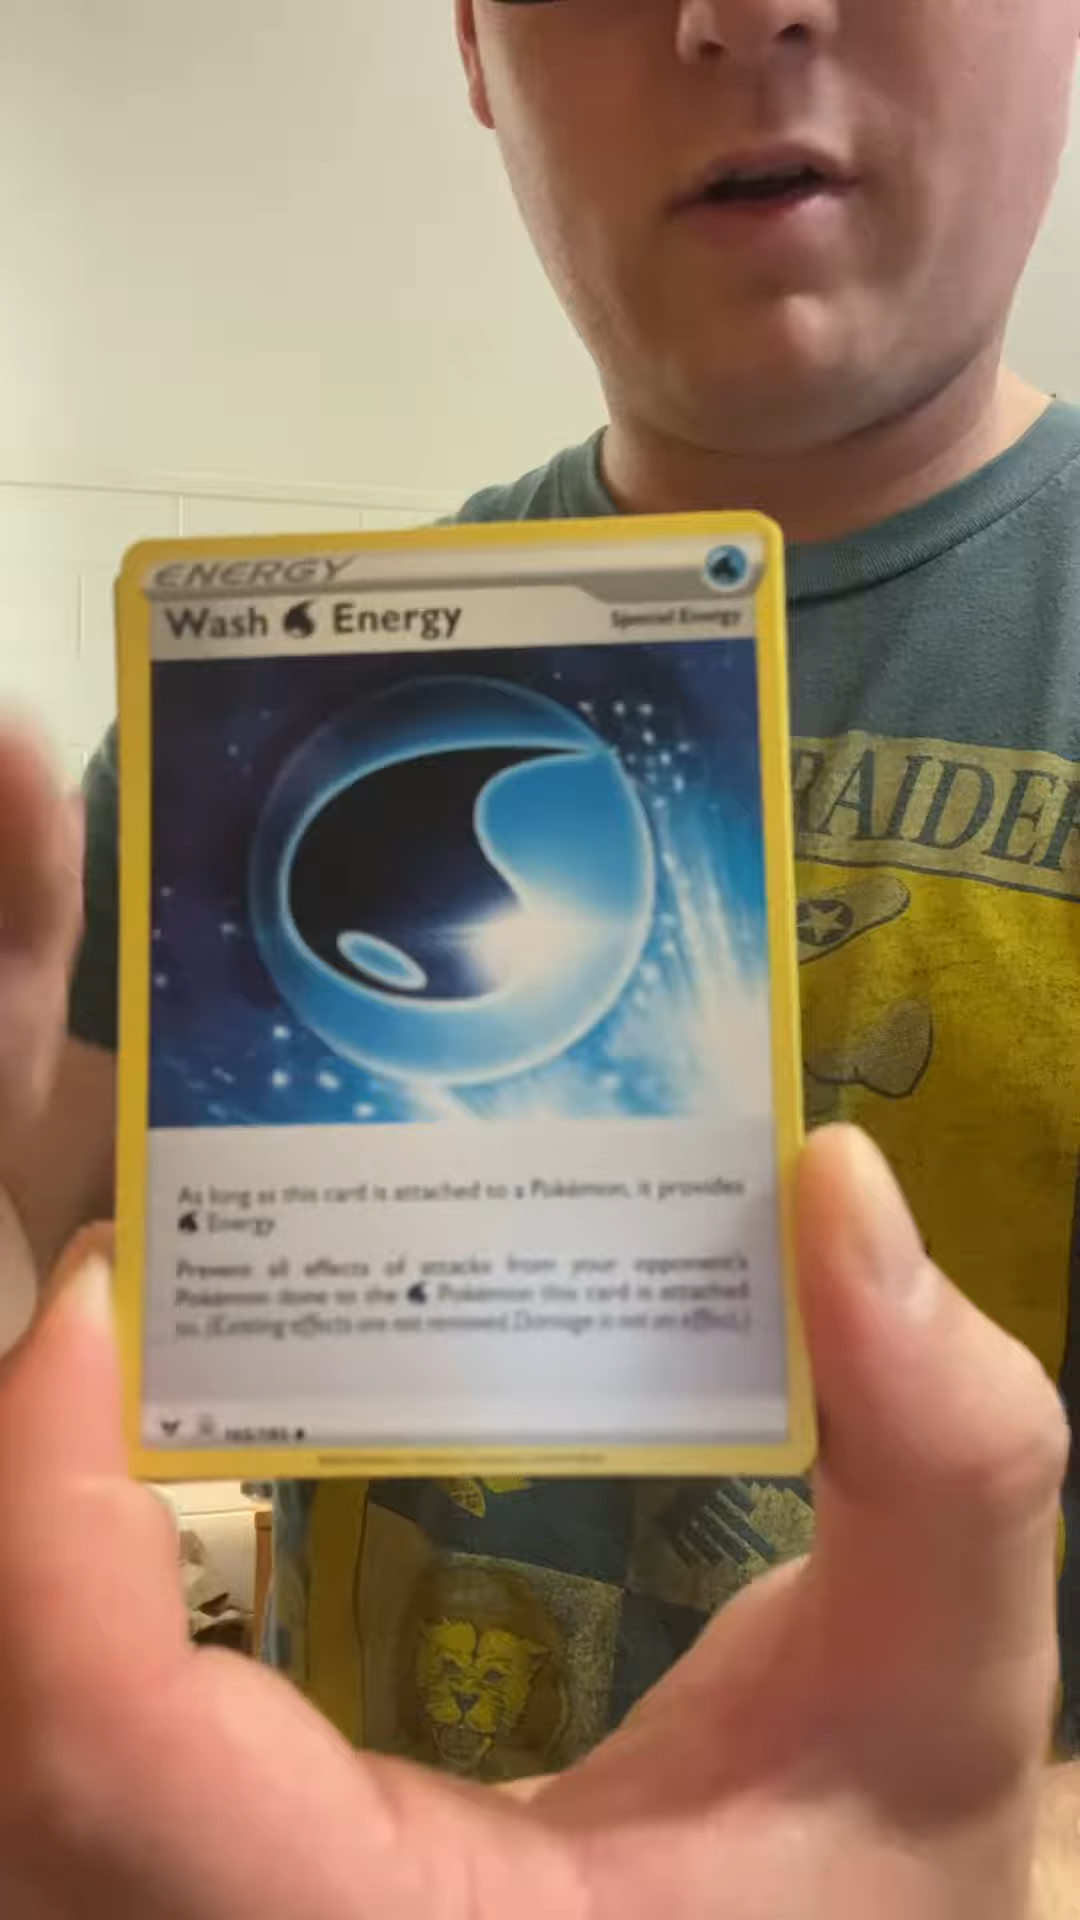 ENERGY
Wash Energy
Special Energy
RAIDER
As long as this card is attached to a Pokémon, it provides
Energy
Prevent all effects of attacks from your opponent's
Pokémon done to the Pokémon this card is attached
to. (Existing effects are not removed. Damage is not an effect.)